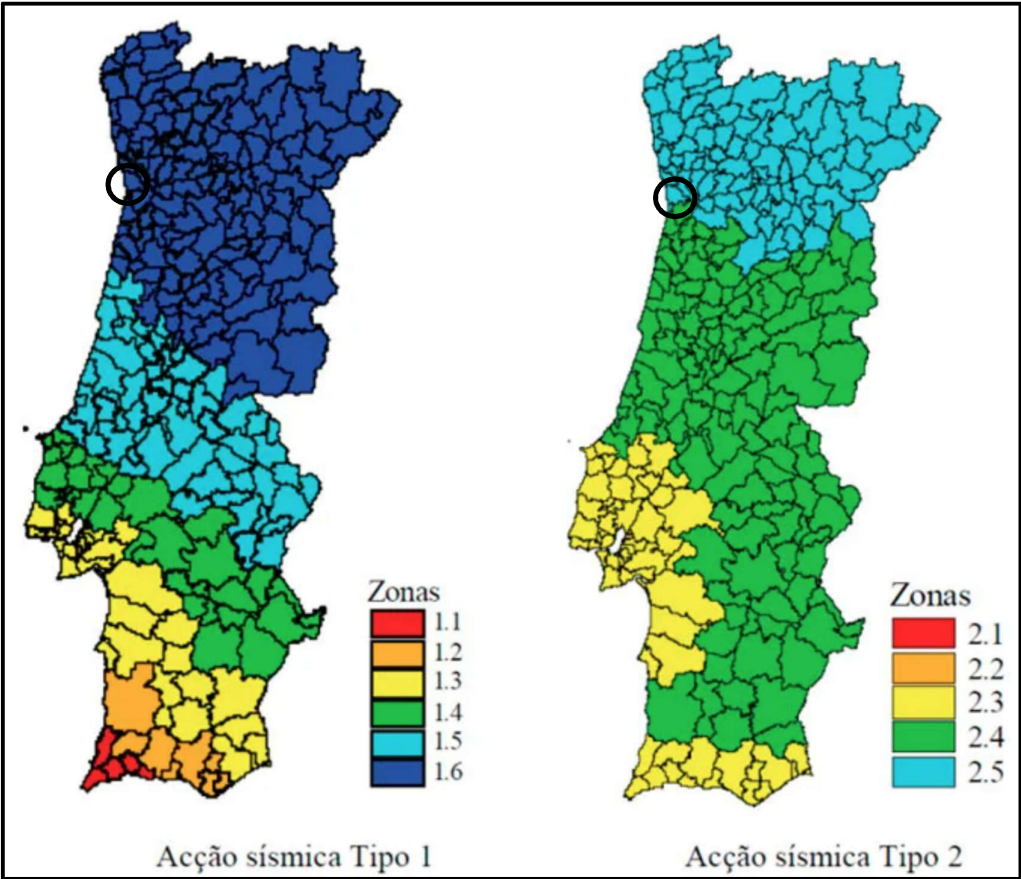 Zonas
1.1
1.2
1.3
1.4
1.5
1.6
Acção sísmica Tipo 1
Zonas
2.1
2.2
2.3
2.4
2.5
Acção sísmica Tipo 2